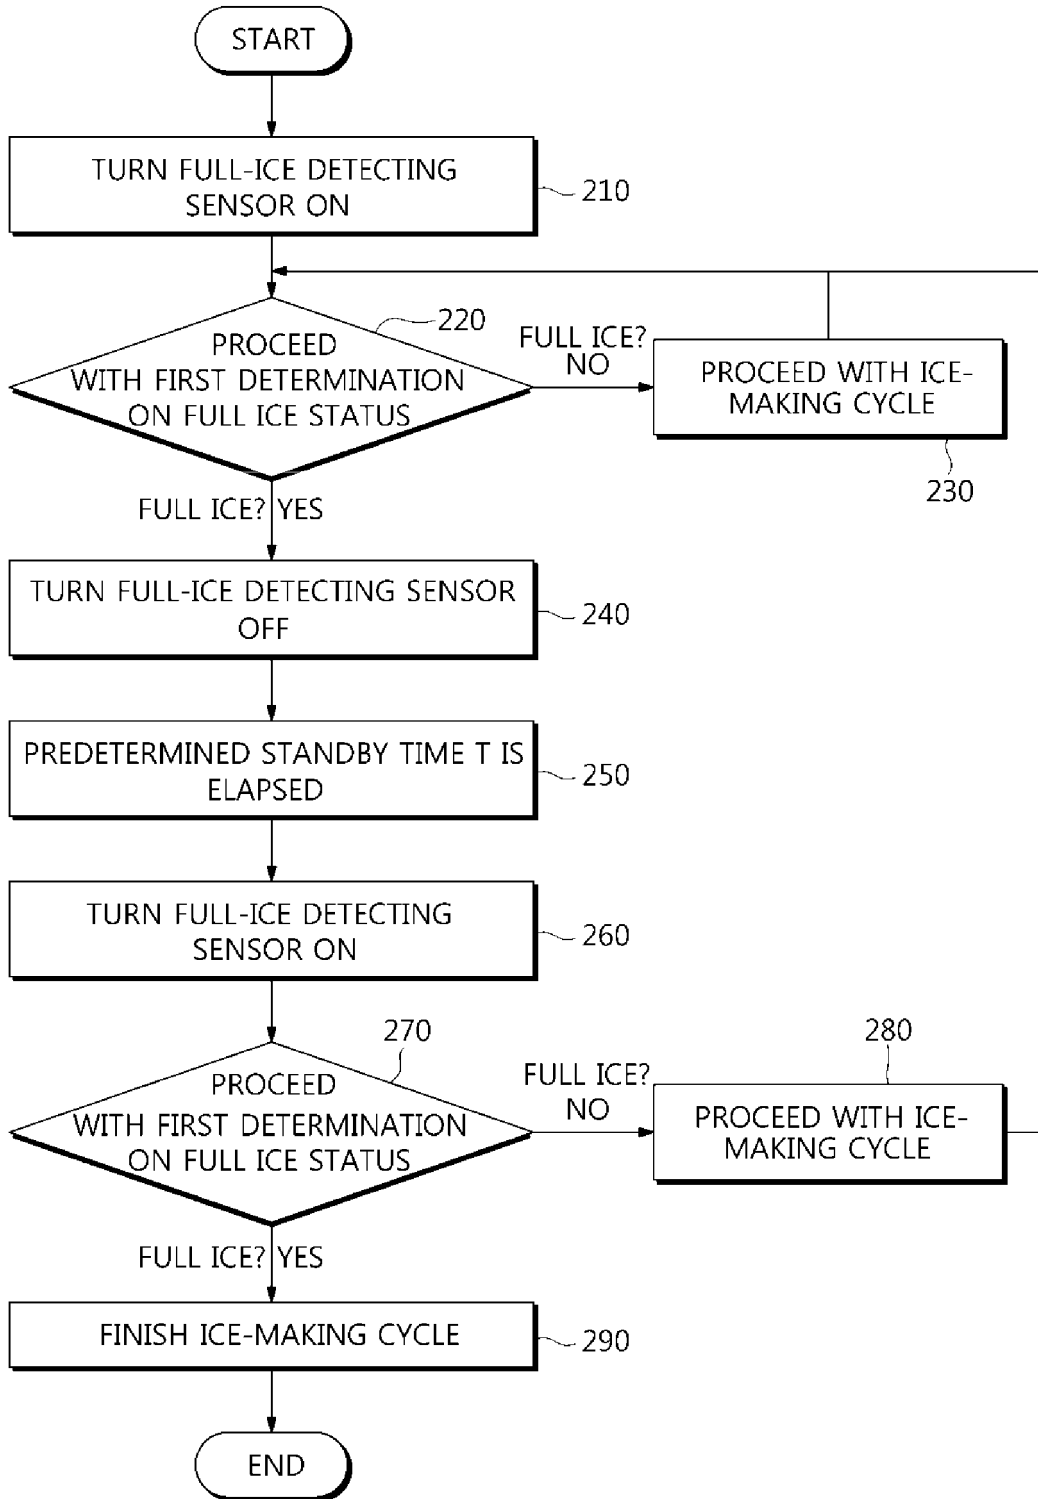 START
TURN FULL-ICE DETECTING
SENSOR ON
210
220
PROCEED
WITH FIRST DETERMINATION
ON FULL ICE STATUS
FULL ICE?
NO
PROCEED WITH ICE-
MAKING CYCLE
230
FULL ICE? YES
TURN FULL-ICE DETECTING SENSOR
OFF
240
PREDETERMINED STANDBY TIME T IS
ELAPSED
250
TURN FULL-ICE DETECTING
SENSOR ON
260
270
PROCEED
WITH FIRST DETERMINATION
ON FULL ICE STATUS
FULL ICE?
NO
280
PROCEED WITH ICE-
MAKING CYCLE
FULL ICE? YES
FINISH ICE-MAKING CYCLE
290
END